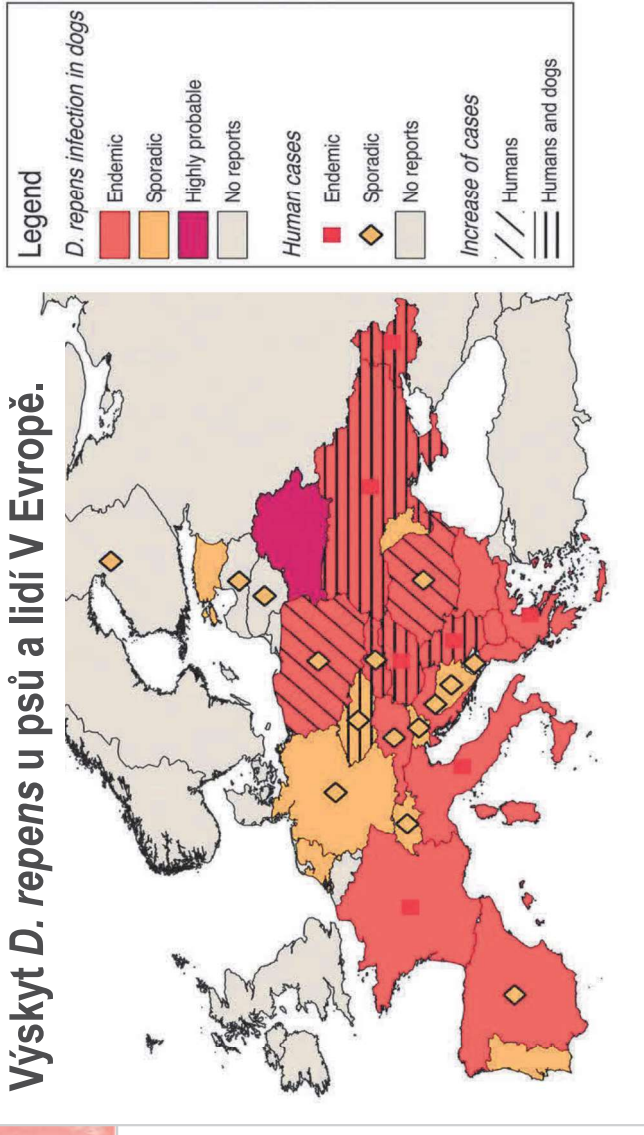 Výskyt D. repens u psů a lidí V Evropě.
Legend
D. repens infection in dogs
Endemic
Sporadic
Highly probable
No reports
Human cases
Endemic
Sporadic
No reports
Increase of cases
Humans
Humans and dogs